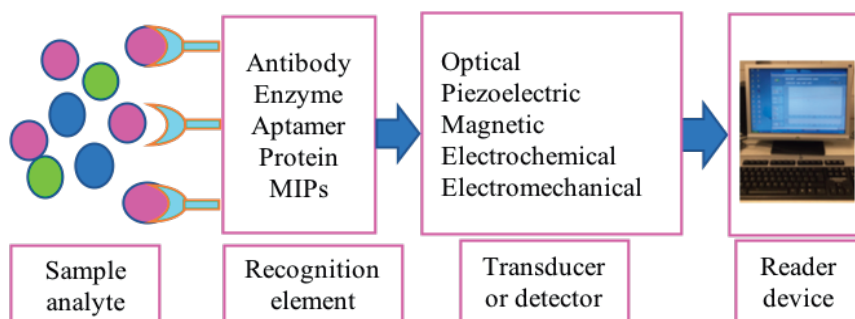 Antibody
Enzyme
Aptamer
Protein
MIPs
Optical
Piezoelectric
Magnetic
Electrochemical
Electromechanical
Sample
analyte
Recognition
element
Transducer
or detector
Reader
device